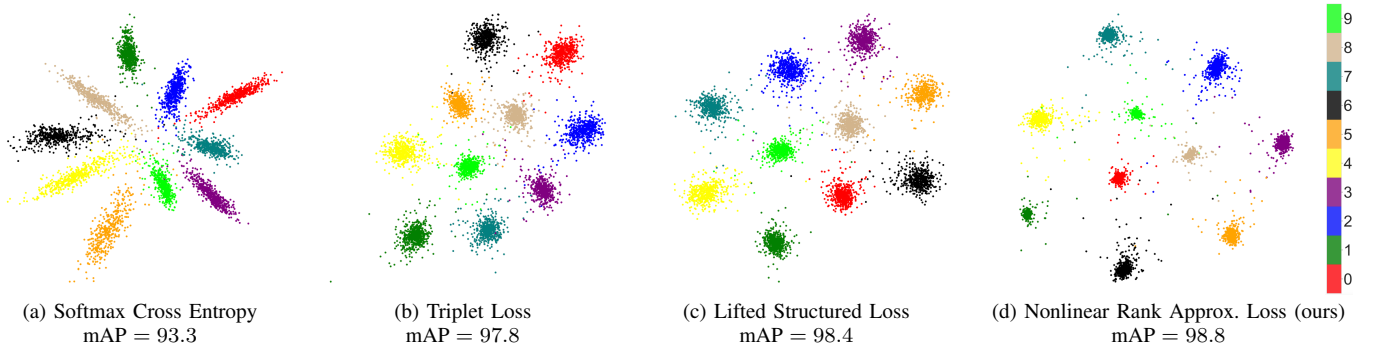 9
8
7
6
5
4
3
2
1
0
(a) Softmax Cross Entropy
mAP = 93.3
(b) Triplet Loss
mAP = 97.8
(c) Lifted Structured Loss
mAP = 98.4
(d) Nonlinear Rank Approx. Loss (ours)
mAP = 98.8